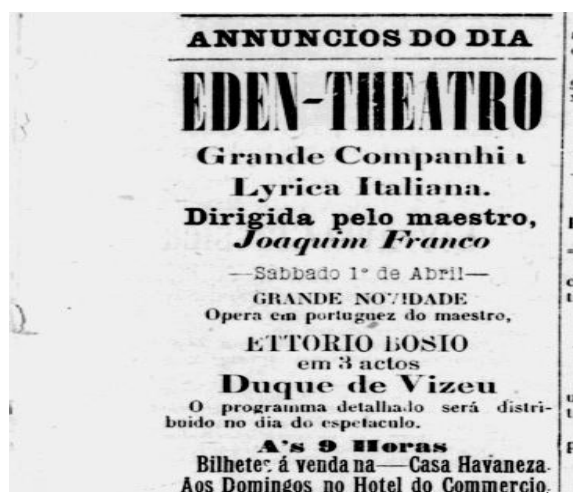 ANNUNCIOS DO DIA
EDEN-THEATRO
Grande Companhia
Lyrica Italiana.
Dirigida pelo maestro,
Joaquim Franco
—Sabbado 1º de Abril—
GRANDE NOVIDADE
Opera em portuguez do maestro,
ETTORIO BOSIO
em 3 actos
Duque de Vizeu
O programma detalhado será distri-
buido no dia do espetaculo.
A's 9 Horas
Bilhetes á venda na—Casa Havaneza
Aos Domingos no Hotel do Commercio.